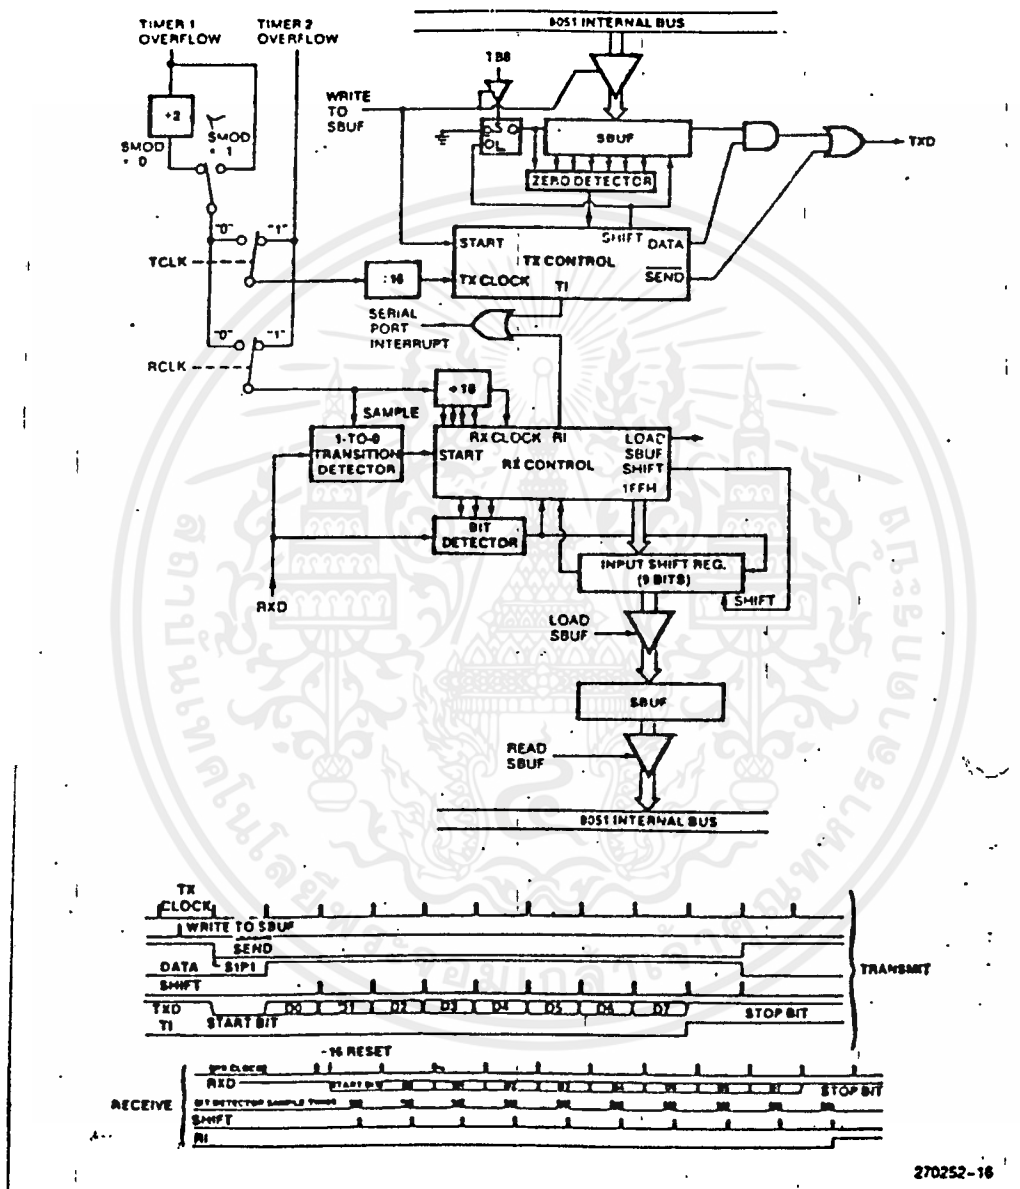 TIMER 1
OVERFLOW
TIMER 2
OVERFLOW
8051 INTERNAL BUS
TB8
WRITE
TO
SBUF
÷2
SMOD
= 0
SMOD
= 1
S
SBUF
TXD
ZERO DETECTOR
"0"
"1"
TCLK
START
SHIFT
DATA
TX CONTROL
SEND
TX CLOCK
TI
:16
SERIAL
PORT
INTERRUPT
"0"
"1"
RCLK
÷16
SAMPLE
1-TO-0
TRANSITION
DETECTOR
RX CLOCK
RI
LOAD
SBUF
START
RX CONTROL
SHIFT
1FFH
BIT
DETECTOR
INPUT SHIFT REG.
(9 BITS)
RXD
SHIFT
LOAD
SBUF
SBUF
READ
SBUF
8051 INTERNAL BUS
TX
CLOCK
WRITE TO SBUF
SEND
DATA
S1P1
TRANSMIT
SHIFT
TXD
START BIT
D0 D1 D2 D3 D4 D5 D6 D7
STOP BIT
TI
-16 RESET
RXD
START BIT
STOP BIT
RECEIVE
BIT DETECTOR SAMPLE TIMES
SHIFT
RI
270252-16